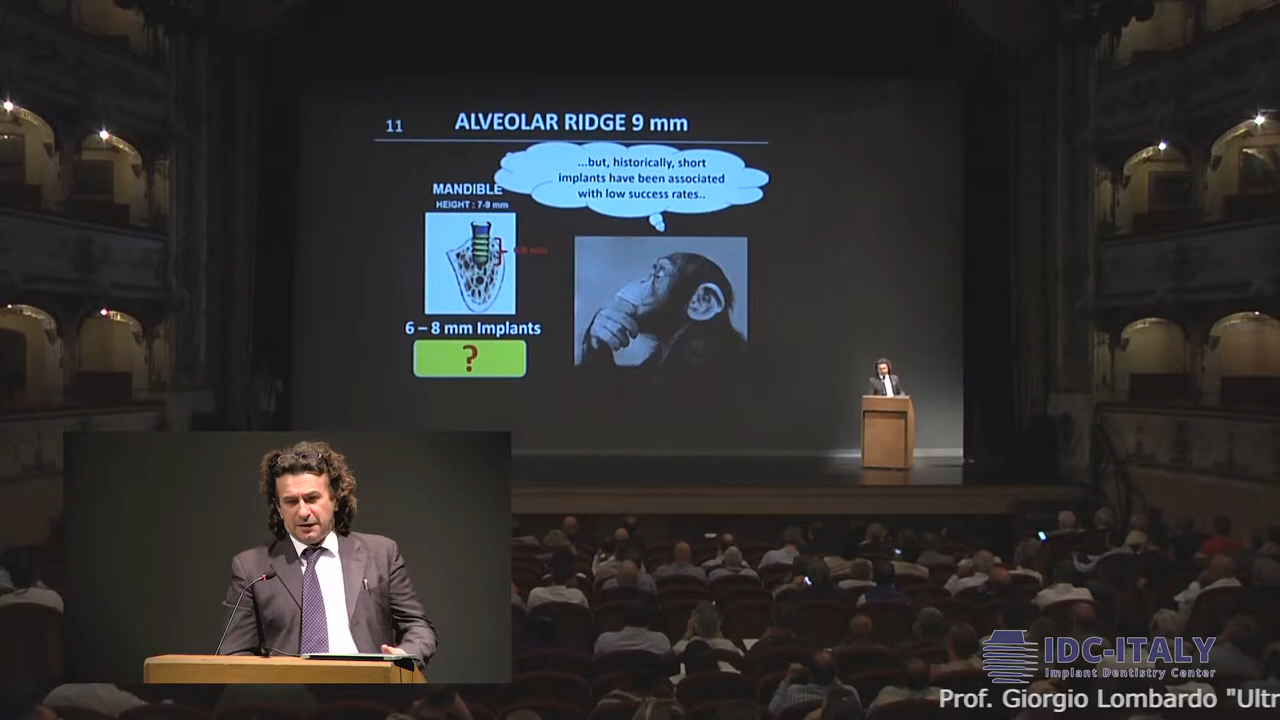 11
ALVEOLAR RIDGE 9 mm
...but, historically, short
implants have been associated
with low success rates..
MANDIBLE
HEIGHT : 7-9 mm
6 – 8 mm Implants
?
IDC-ITALY
Implant Dentistry Center
Prof. Giorgio Lombardo "Ultr